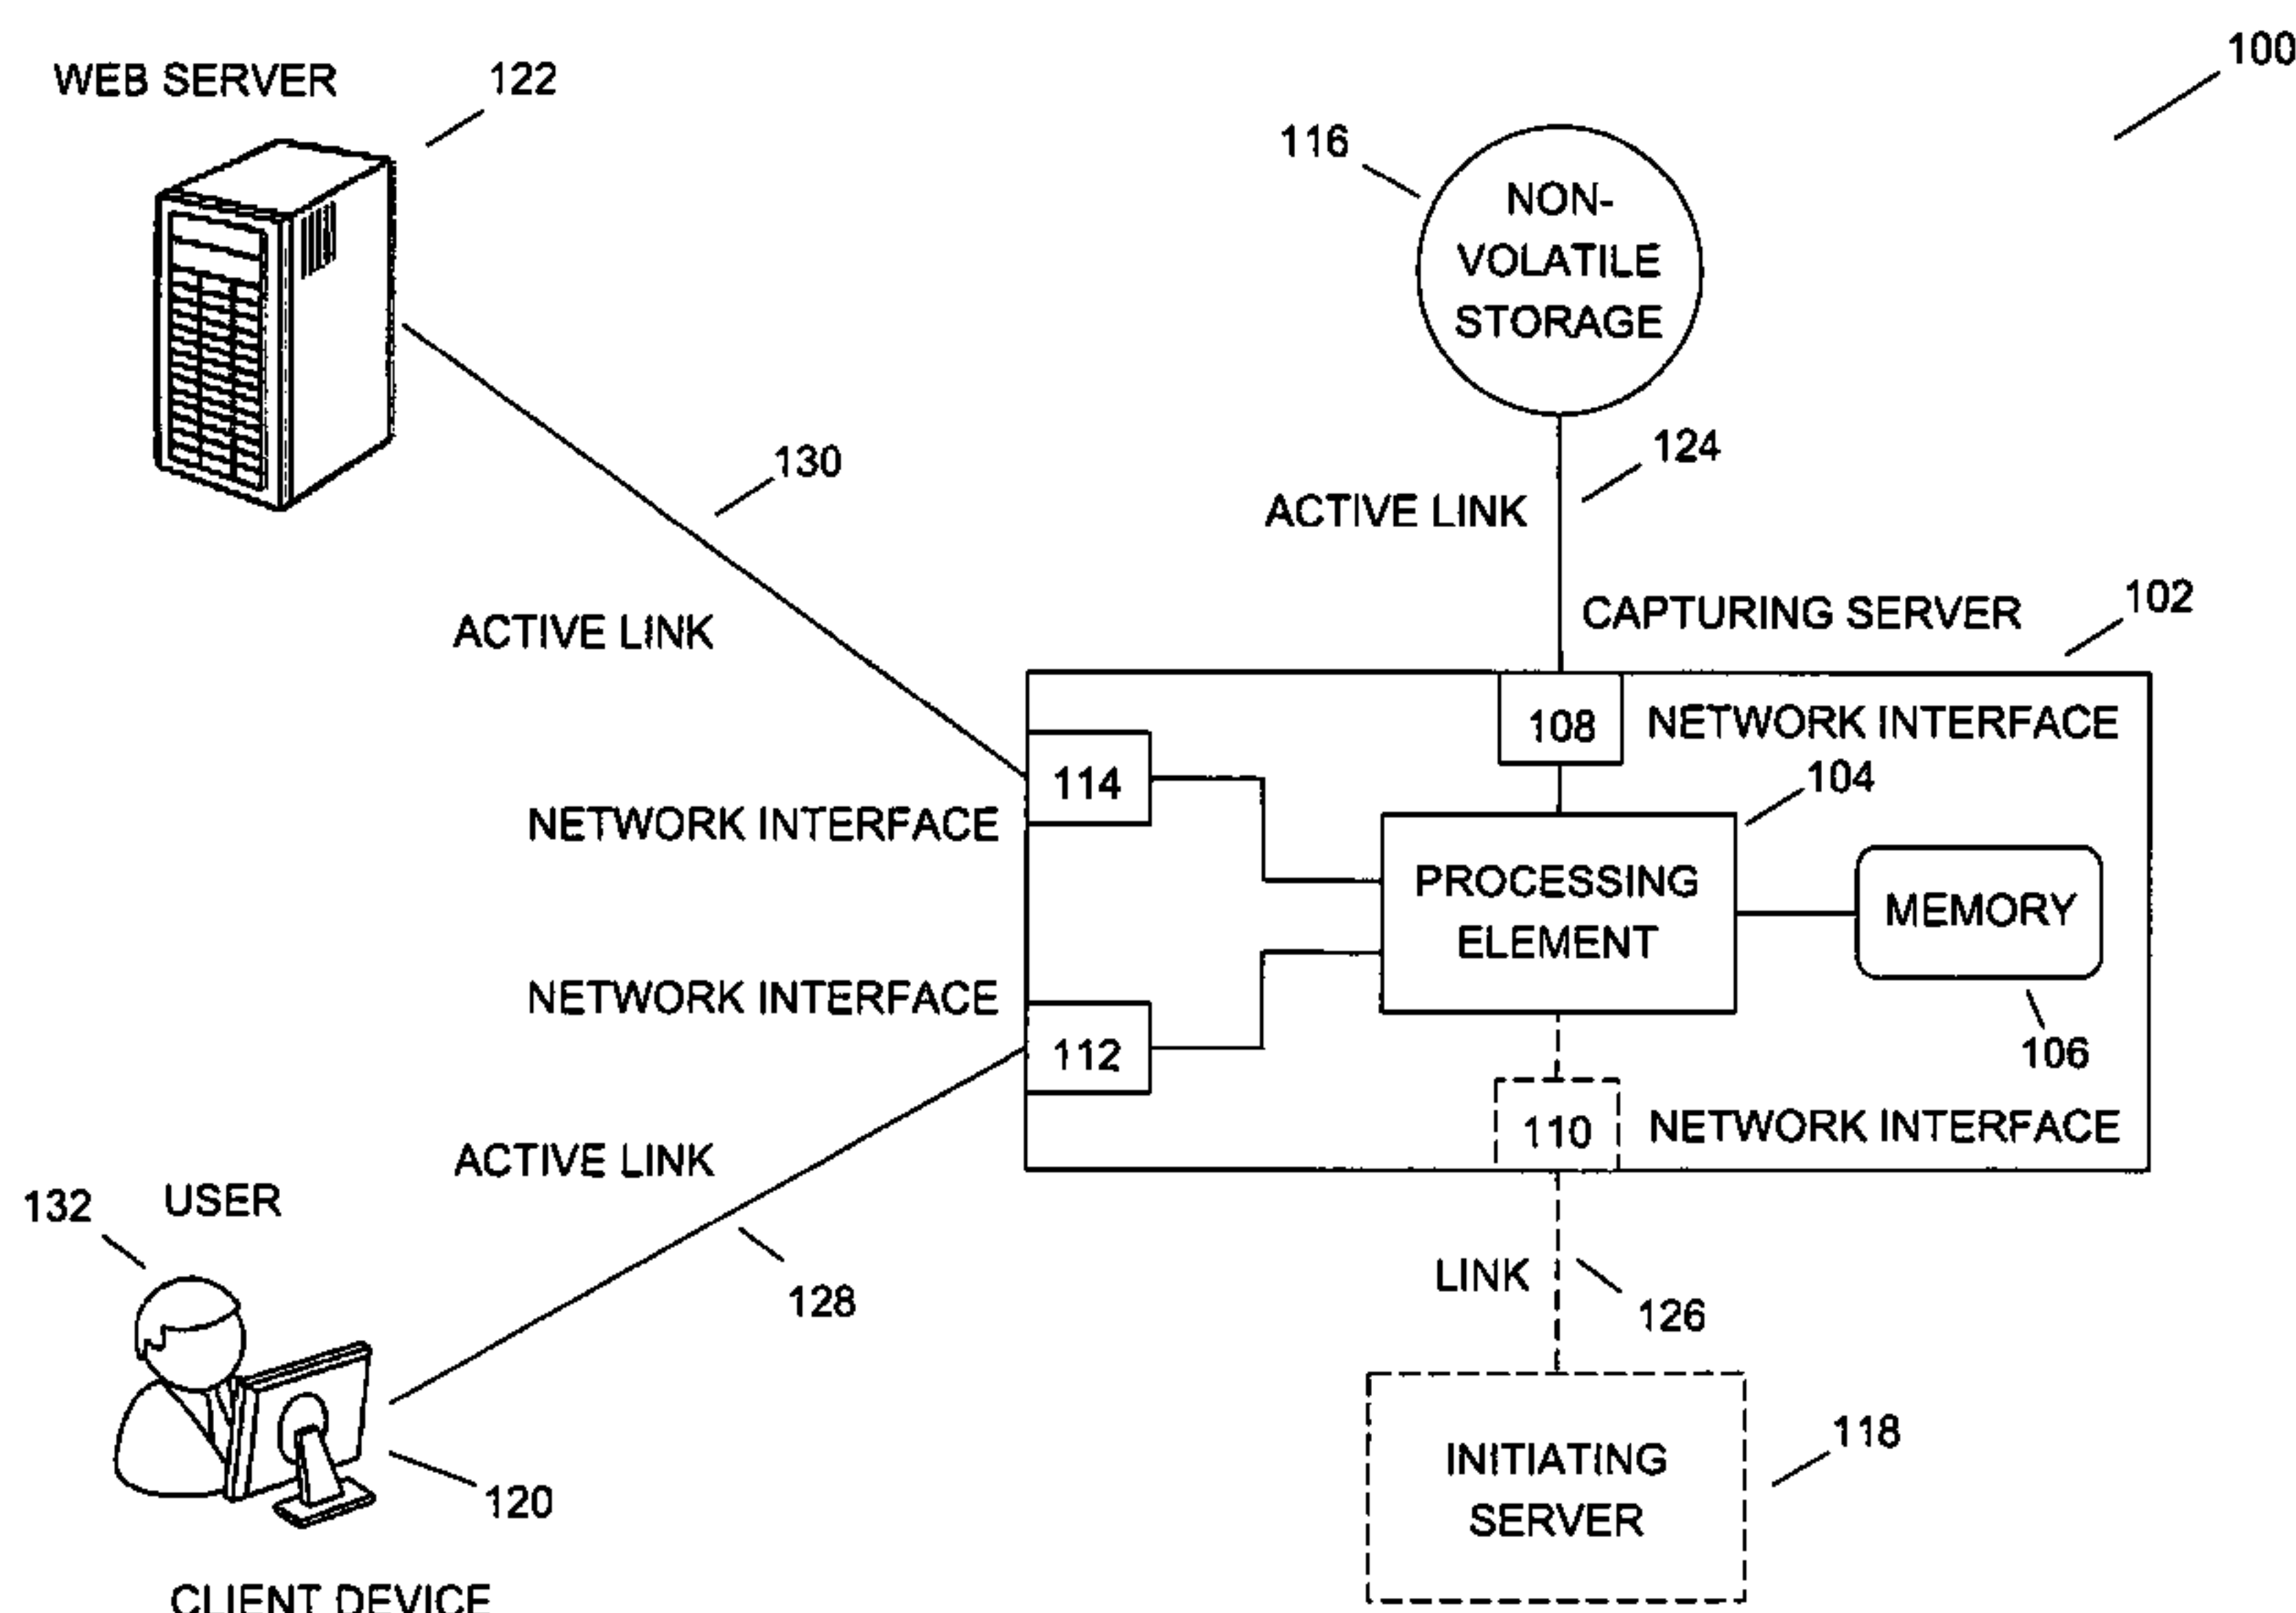 100
WEB SERVER
122
116
NON-
VOLATILE
STORAGE
130
124
ACTIVE LINK
ACTIVE LINK
CAPTURING SERVER
102
108
NETWORK INTERFACE
114
104
NETWORK INTERFACE
PROCESSING
ELEMENT
MEMORY
NETWORK INTERFACE
112
106
110
NETWORK INTERFACE
ACTIVE LINK
132
USER
128
LINK
126
120
INITIATING
SERVER
118
CLIENT DEVICE